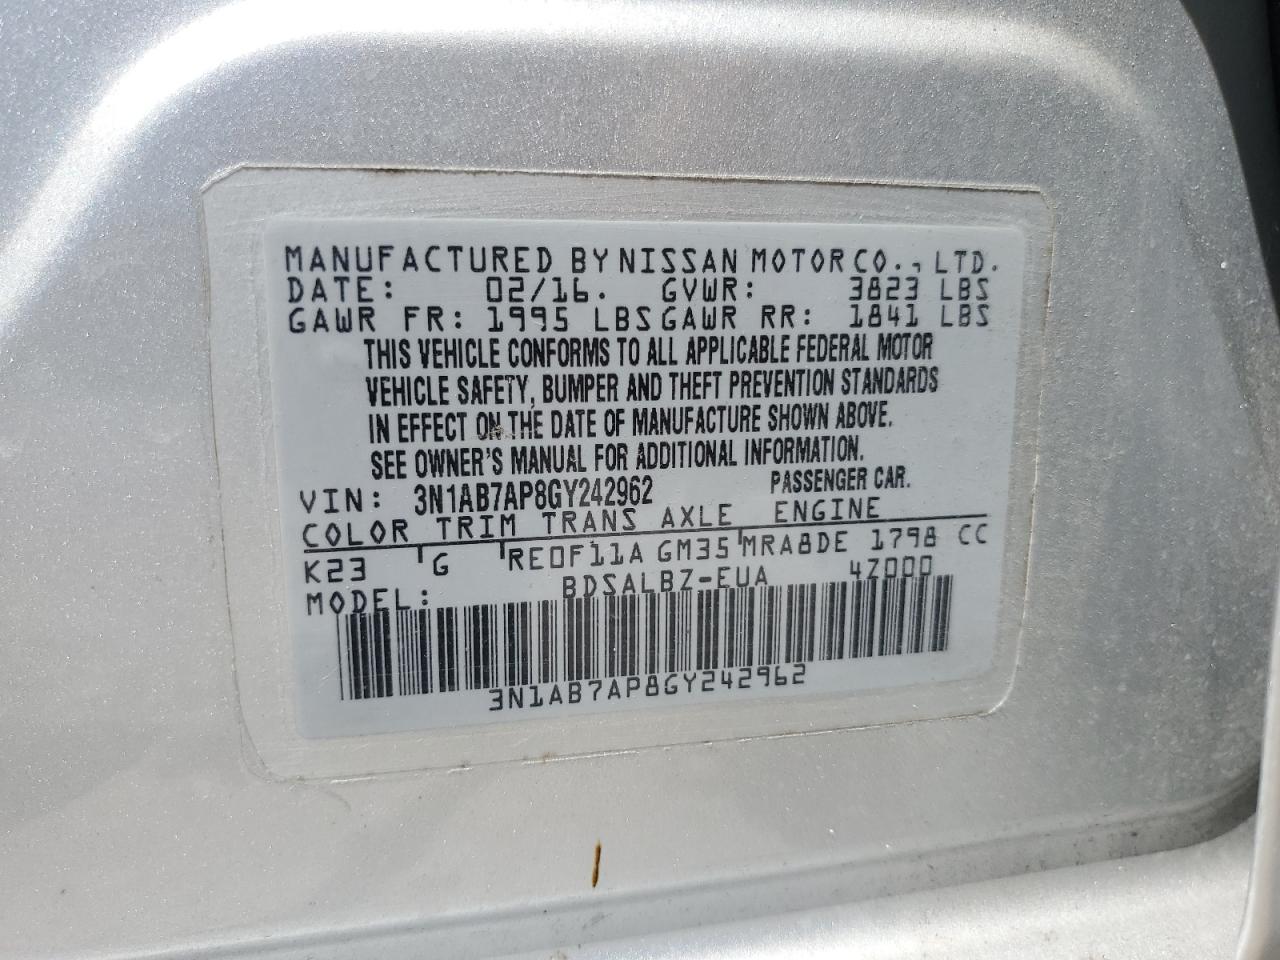 MANUFACTURED BY NISSAN MOTOR CO., LTD.
DATE: 02/16. GVWR: 3823 LBS
GAWR FR: 1995 LBS GAWR RR: 1841 LBS
THIS VEHICLE CONFORMS TO ALL APPLICABLE FEDERAL MOTOR
VEHICLE SAFETY, BUMPER AND THEFT PREVENTION STANDARDS
IN EFFECT ON THE DATE OF MANUFACTURE SHOWN ABOVE.
SEE OWNER'S MANUAL FOR ADDITIONAL INFORMATION.
VIN: 3N1AB7AP8GY242962 PASSENGER CAR.
COLOR TRIM TRANS AXLE ENGINE
K23 G RE0F11A GM35 MRA8DE 1798 CC
MODEL: BDSALBZ-EUA 4Z000
3N1AB7AP8GY242962